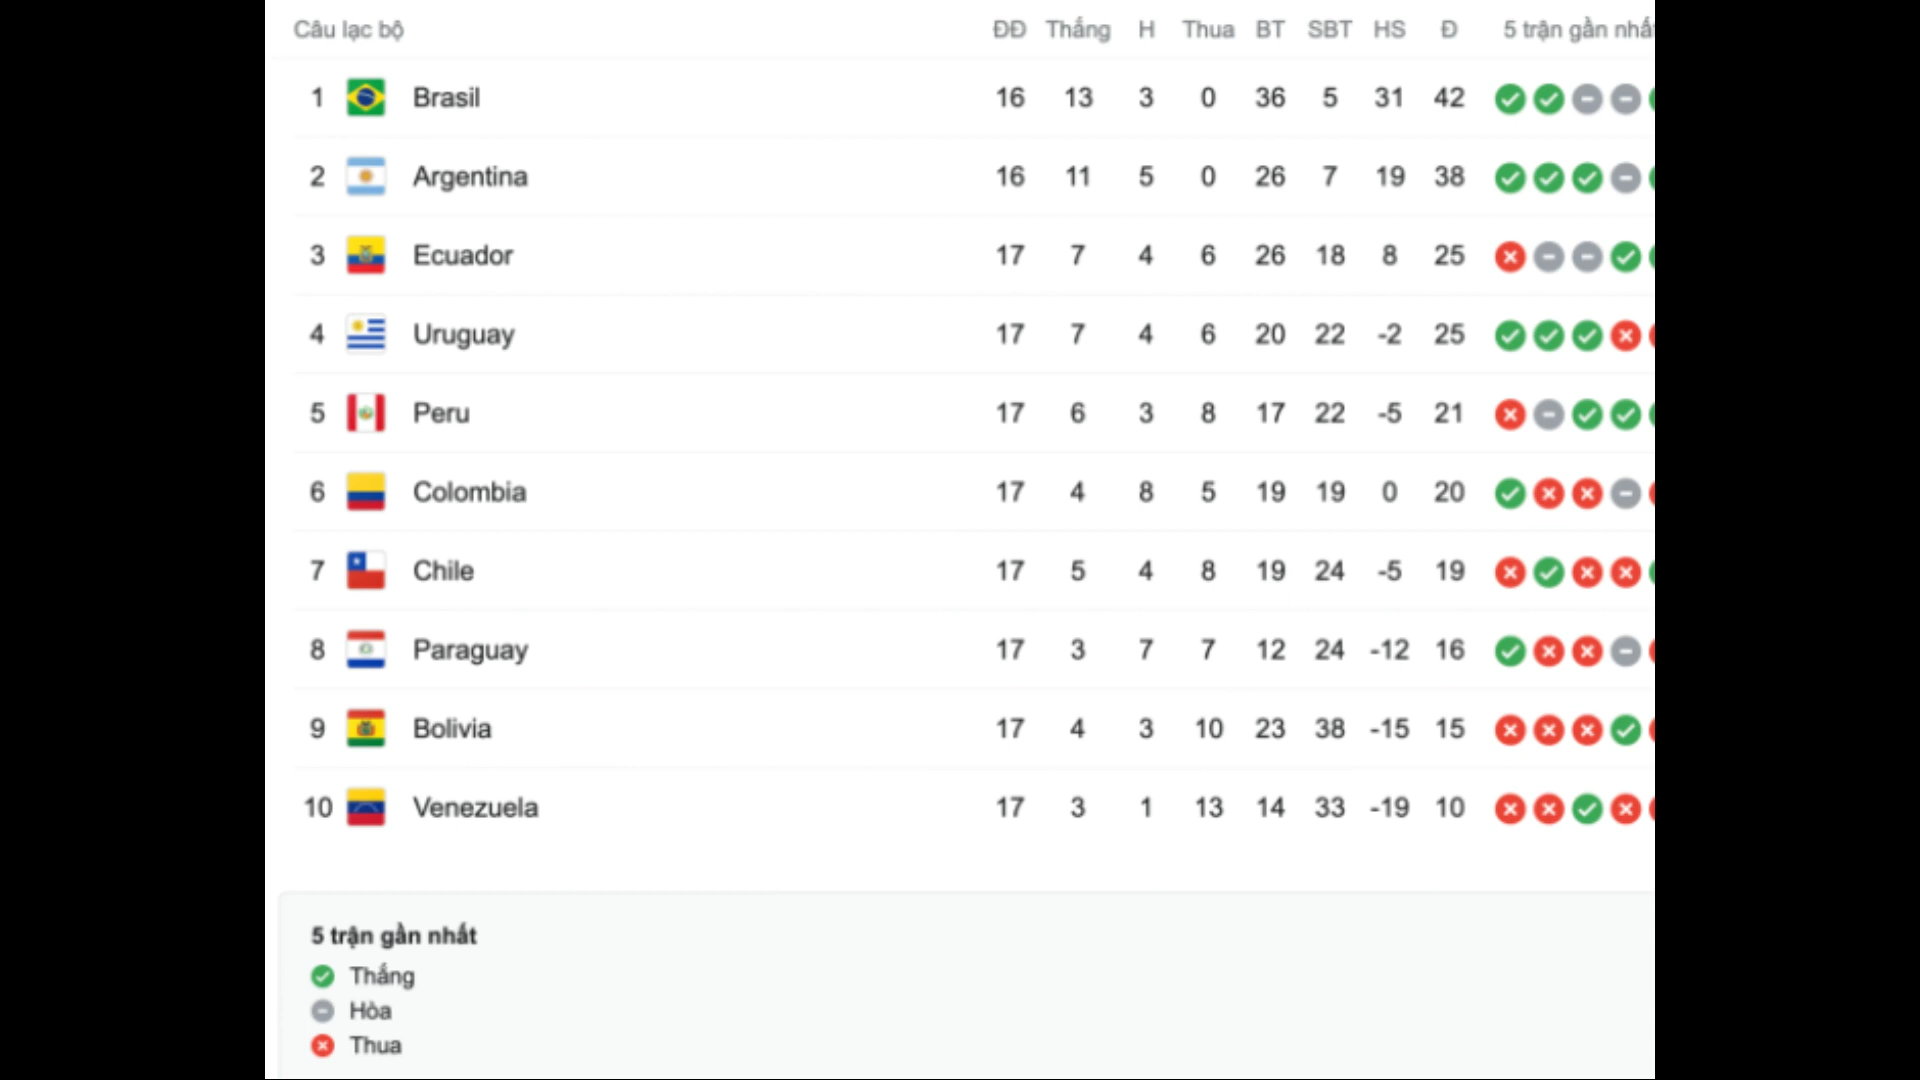 Câu lạc bộ ĐĐ Thắng H Thua BT SBT HS Đ 5 trận gần nhấ
1 Brasil 16 13 3 0 36 5 31 42
2 Argentina 16 11 5 0 26 7 19 38
3 Ecuador 17 7 4 6 26 18 8 25
4 Uruguay 17 7 4 6 20 22 -2 25
5 Peru 17 6 3 8 17 22 -5 21
6 Colombia 17 4 8 5 19 19 0 20
7 Chile 17 5 4 8 19 24 -5 19
8 Paraguay 17 3 7 7 12 24 -12 16
9 Bolivia 17 4 3 10 23 38 -15 15
10 Venezuela 17 3 1 13 14 33 -19 10
5 trận gần nhất
Thắng
Hòa
Thua